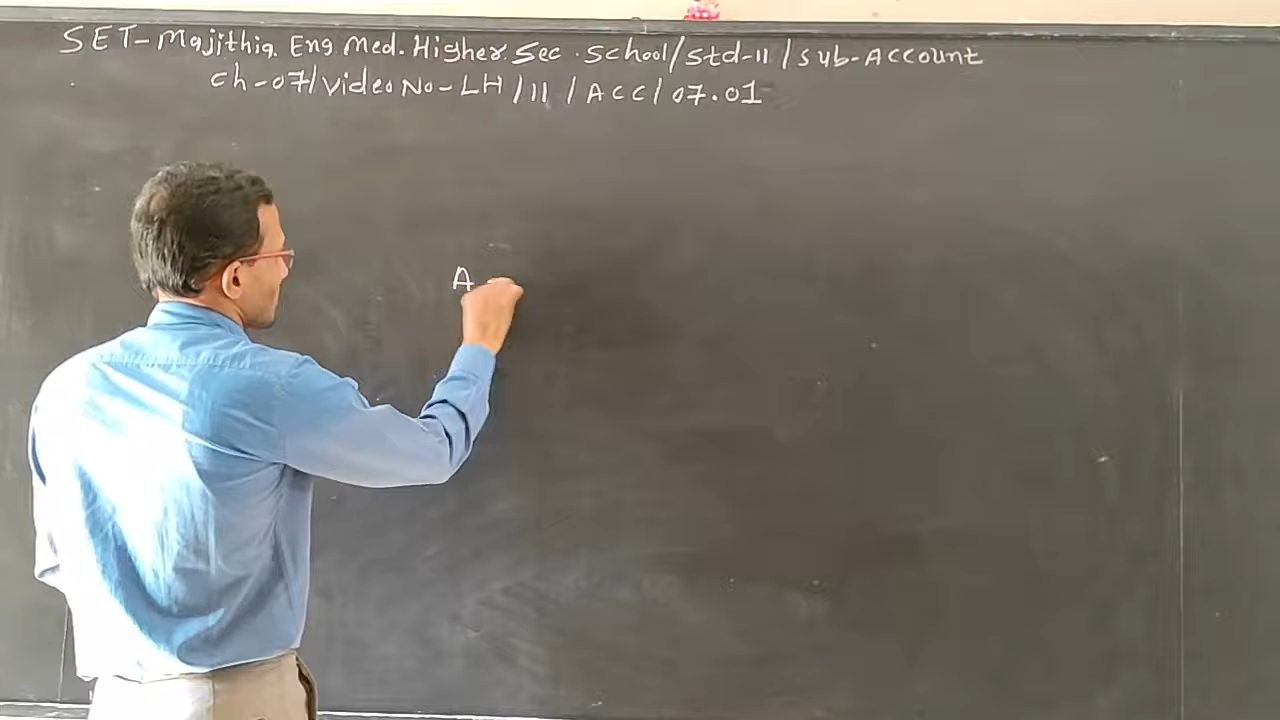 SET-Majithia. Eng Med. Higher. Sec. School/Std-11/Sub-Account
Ch-07/Video No-LH/11/ACC/07.01
A